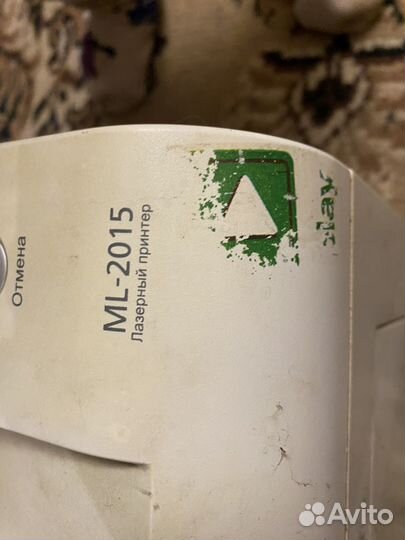 Отмена
ML-2015
Лазерный принтер
Avito